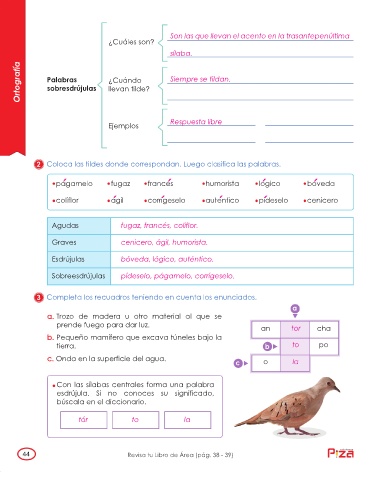 Ortografía
Palabras sobresdrújulas
¿Cuáles son?
Son las que llevan el acento en la trasantepenúltima
sílaba.
¿Cuándo llevan tilde?
Siempre se tildan.
Ejemplos
Respuesta libre
2 Coloca las tildes donde correspondan. Luego clasifica las palabras.
•págamelo •fugaz •francés •humorista •lógico •bóveda
•coliflor •ágil •corrígeselo •auténtico •pídeselo •cenicero
Agudas fugaz, francés, coliflor.
Graves cenicero, ágil, humorista.
Esdrújulas bóveda, lógico, auténtico.
Sobreesdrújulas pídeselo, págamelo, corrígeselo.
3 Completa los recuadros teniendo en cuenta los enunciados.
a. Trozo de madera u otro material al que se
prende fuego para dar luz.
b. Pequeño mamífero que excava túneles bajo la
tierra.
c. Onda en la superficie del agua.
a
an tor cha
b to po
c o la
•Con las sílabas centrales forma una palabra
esdrújula. Si no conoces su significado,
búscala en el diccionario.
tór to la
44
Revisa tu Libro de Área (pág. 38 - 39)